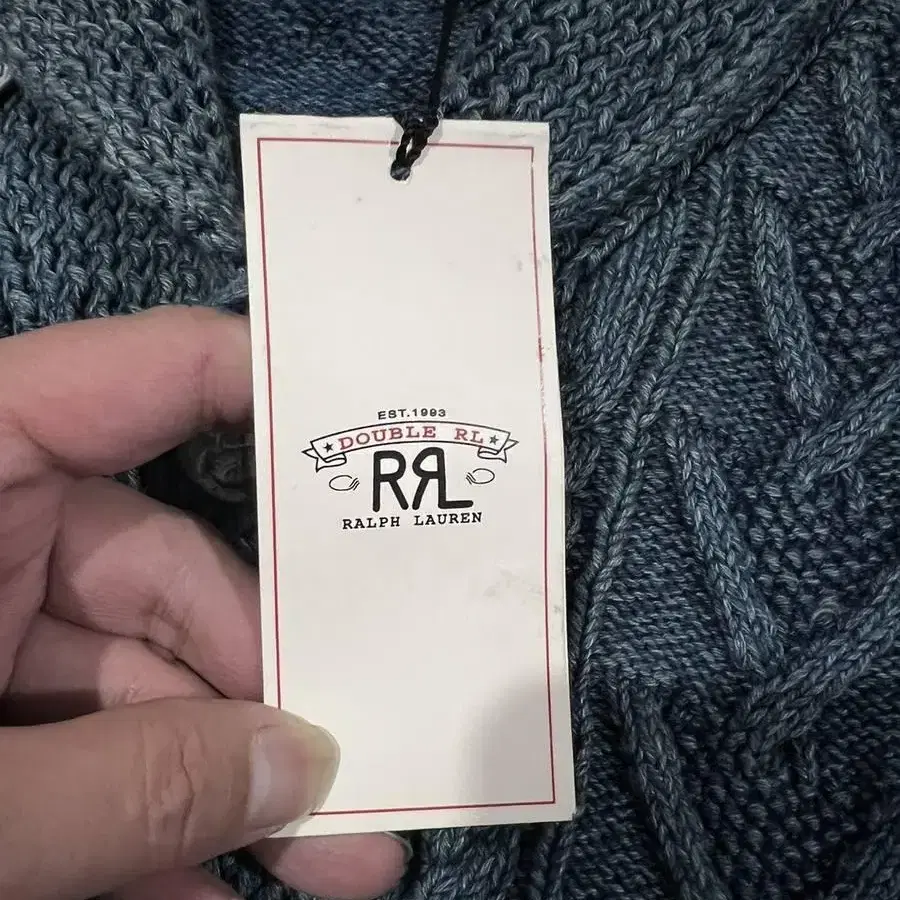 EST.1993
DOUBLE RL
RRL
RALPH LAUREN